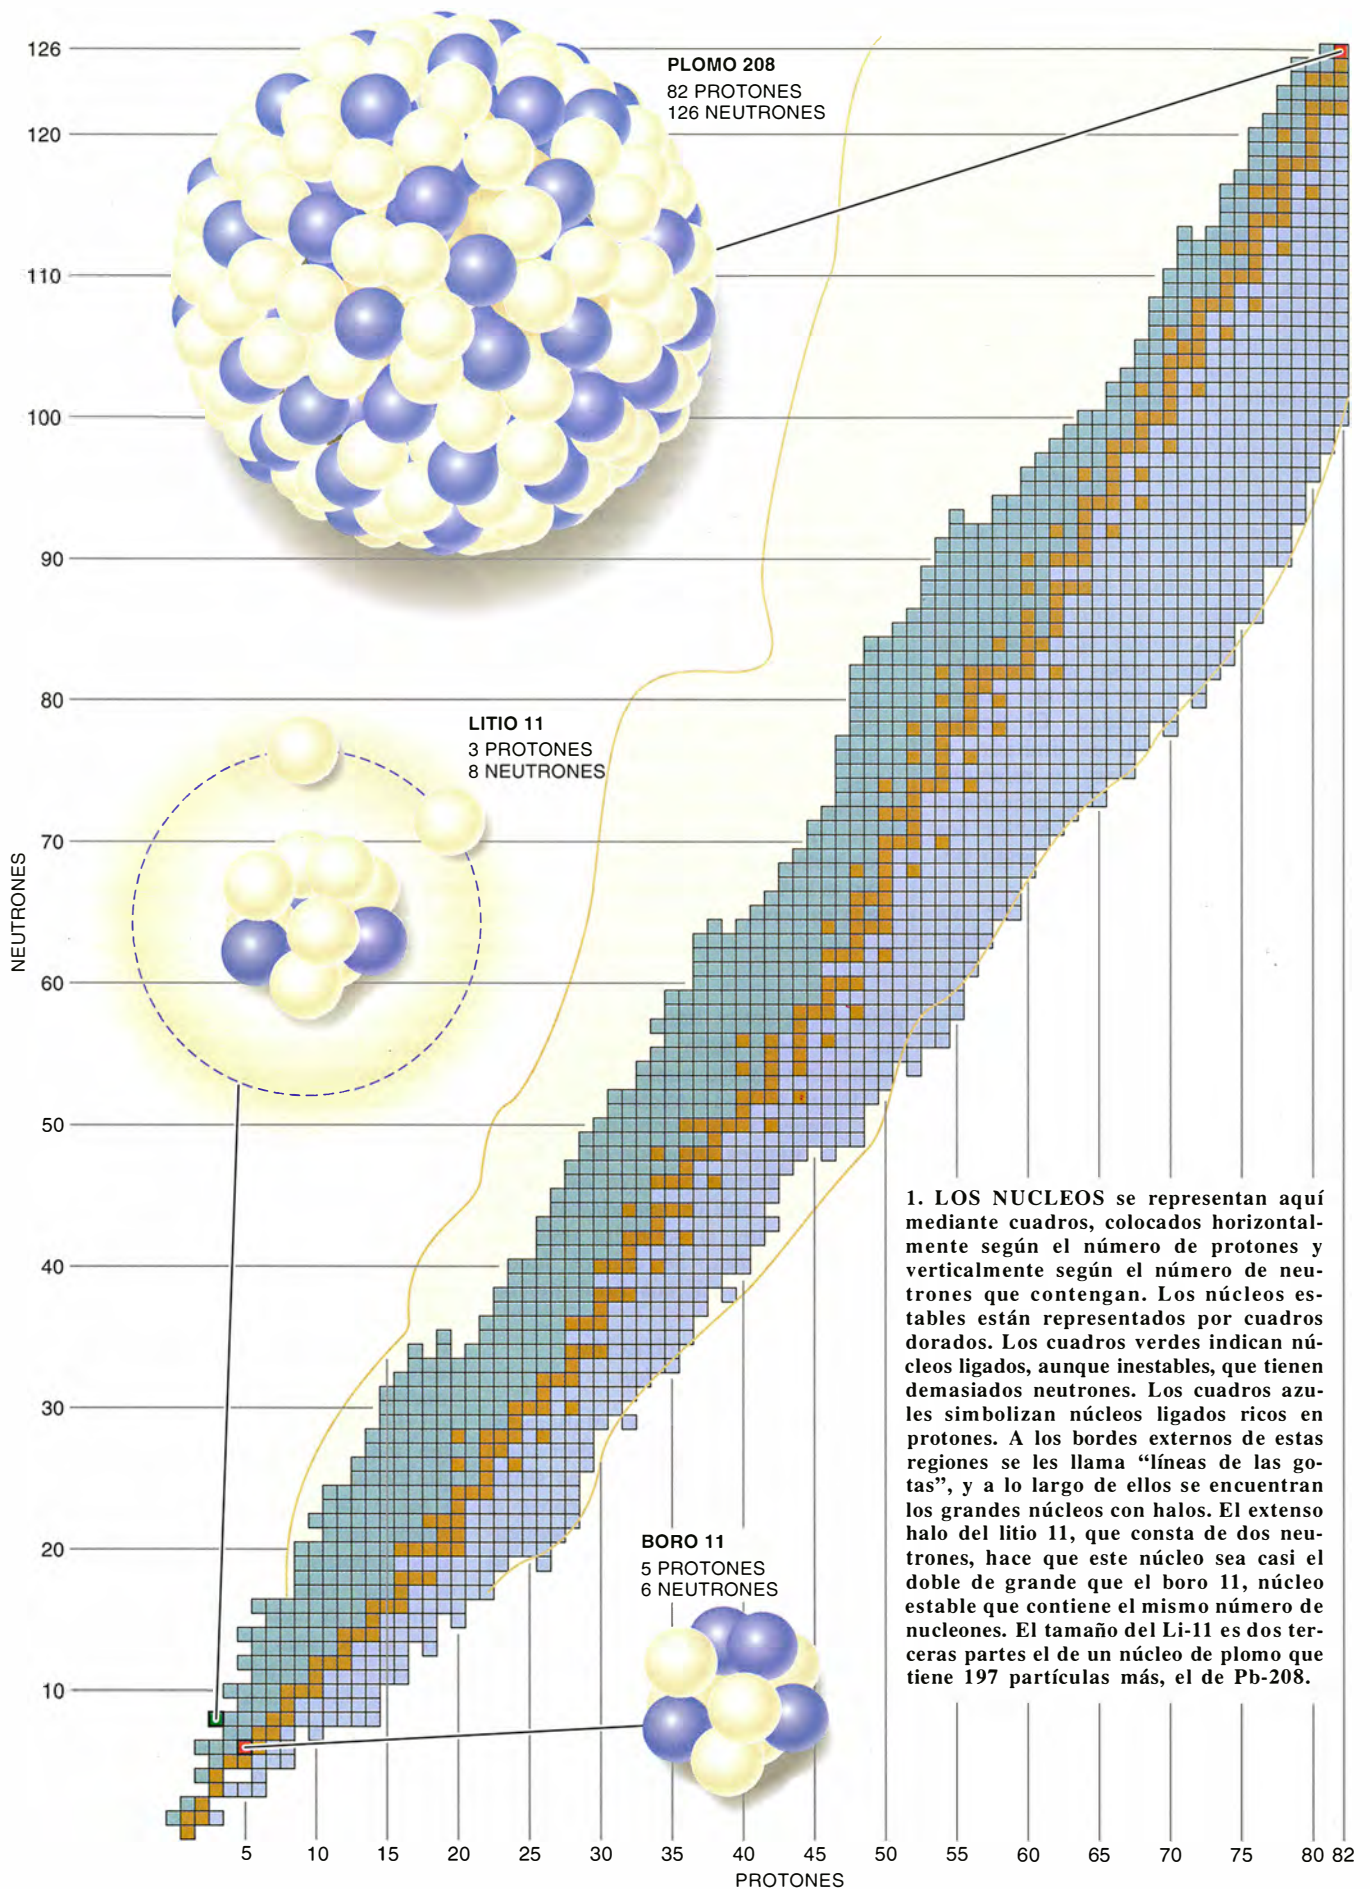 126
PLOMO 208
82 PROTONES
126 NEUTRONES
120
110
100
90
80
LITIO 11
3 PROTONES
8 NEUTRONES
70
NEUTRONES
60
50
1. LOS NUCLEOS se representan aquí
mediante cuadros, colocados horizontal-
mente según el número de protones y
verticalmente según el número de neu-
trones que contengan. Los núcleos es-
tables están representados por cuadros
dorados. Los cuadros verdes indican nú-
cleos ligados, aunque inestables, que tienen
demasiados neutrones. Los cuadros azu-
les simbolizan núcleos ligados ricos en
protones. A los bordes externos de estas
regiones se les llama “líneas de las go-
tas”, y a lo largo de ellos se encuentran
los grandes núcleos con halos. El extenso
halo del litio 11, que consta de dos neu-
trones, hace que este núcleo sea casi el
doble de grande que el boro 11, núcleo
estable que contiene el mismo número de
nucleones. El tamaño del Li-11 es dos ter-
ceras partes el de un núcleo de plomo que
tiene 197 partículas más, el de Pb-208.
40
30
20
BORO 11
5 PROTONES
6 NEUTRONES
10
5 10 15 20 25 30 35 40 45 50 55 60 65 70 75 80 82
PROTONES